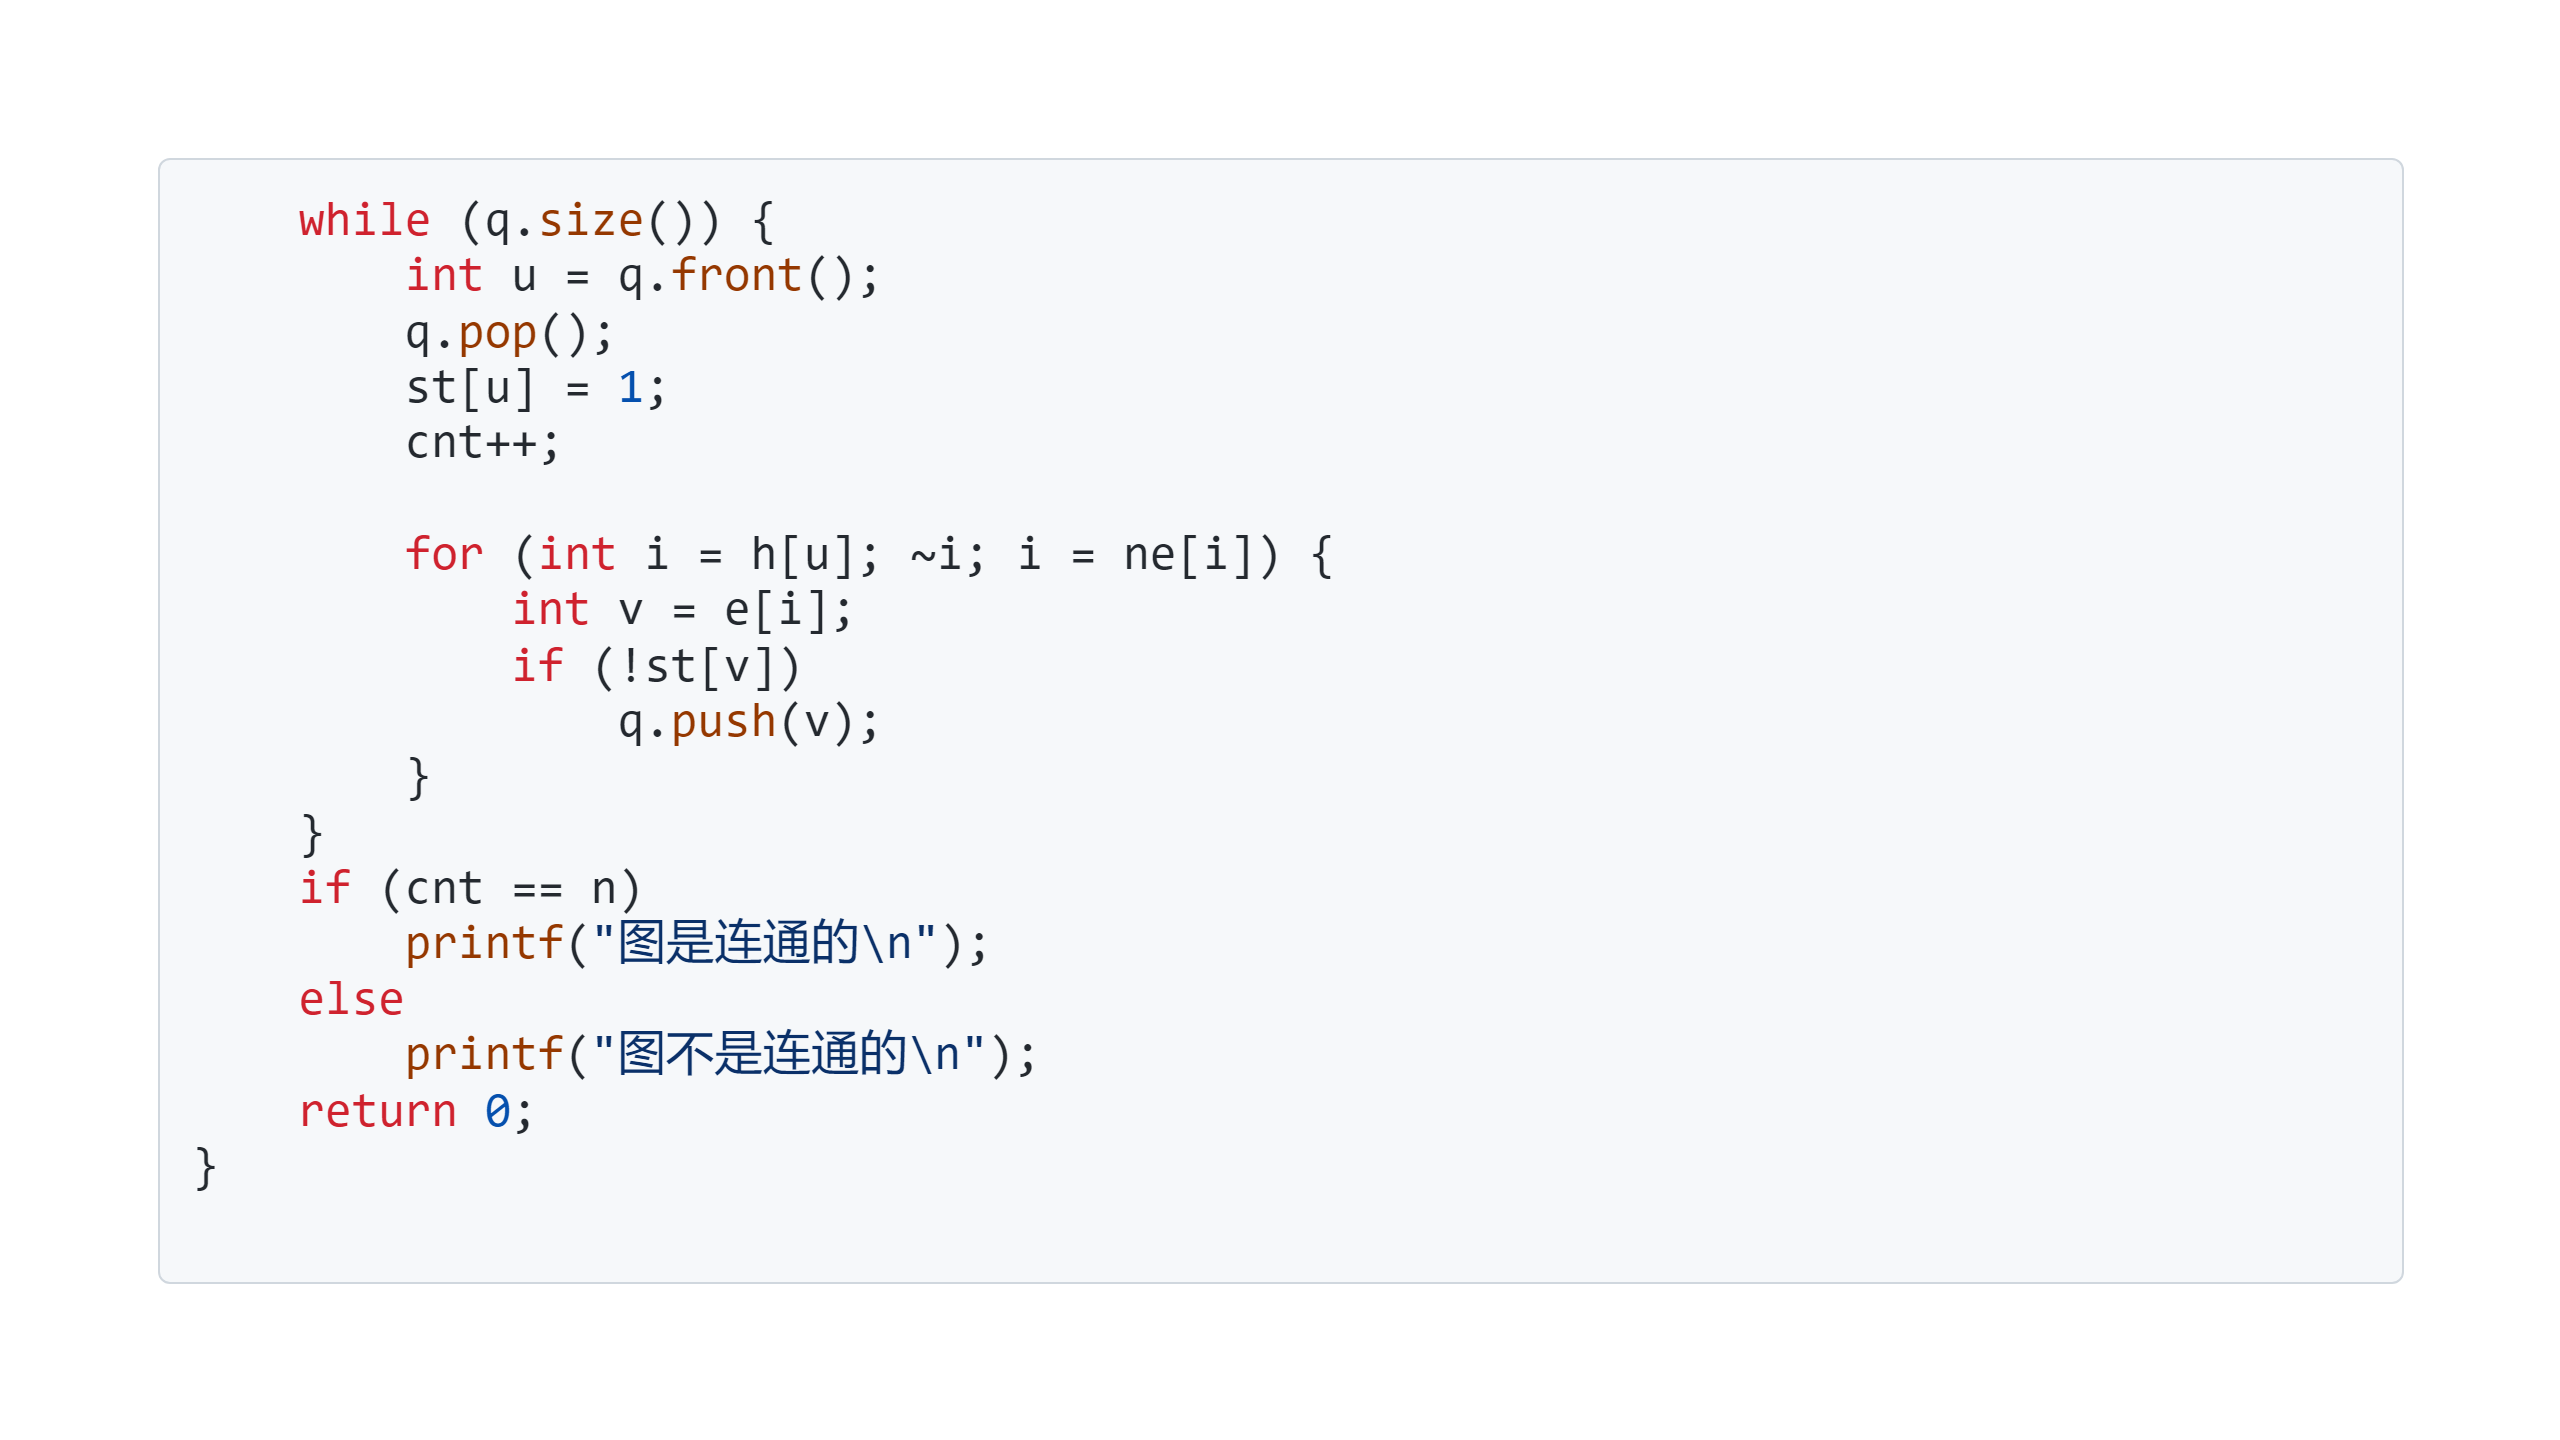 while (q.size()) {
int u = q.front();
q.pop();
st[u] = 1;
cnt++;
for (int i = h[u]; ~i; i = ne[i]) {
int v = e[i];
if (!st[v])
q.push(v);
}
}
if (cnt == n)
printf("图是连通的\n");
else
printf("图不是连通的\n");
return 0;
}